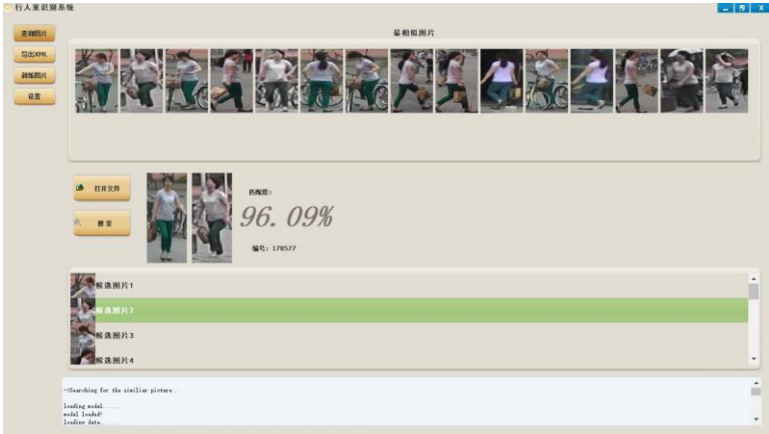 行人重识别系统
查询图片
最相似图片
导出XML
训练图片
设置
打开文件
匹配度:
96.09%
搜索
编号: 178577
候选图片1
候选图片2
候选图片3
候选图片4
->Searching for the similiar picture...
loading model......
model loaded!
loading data......